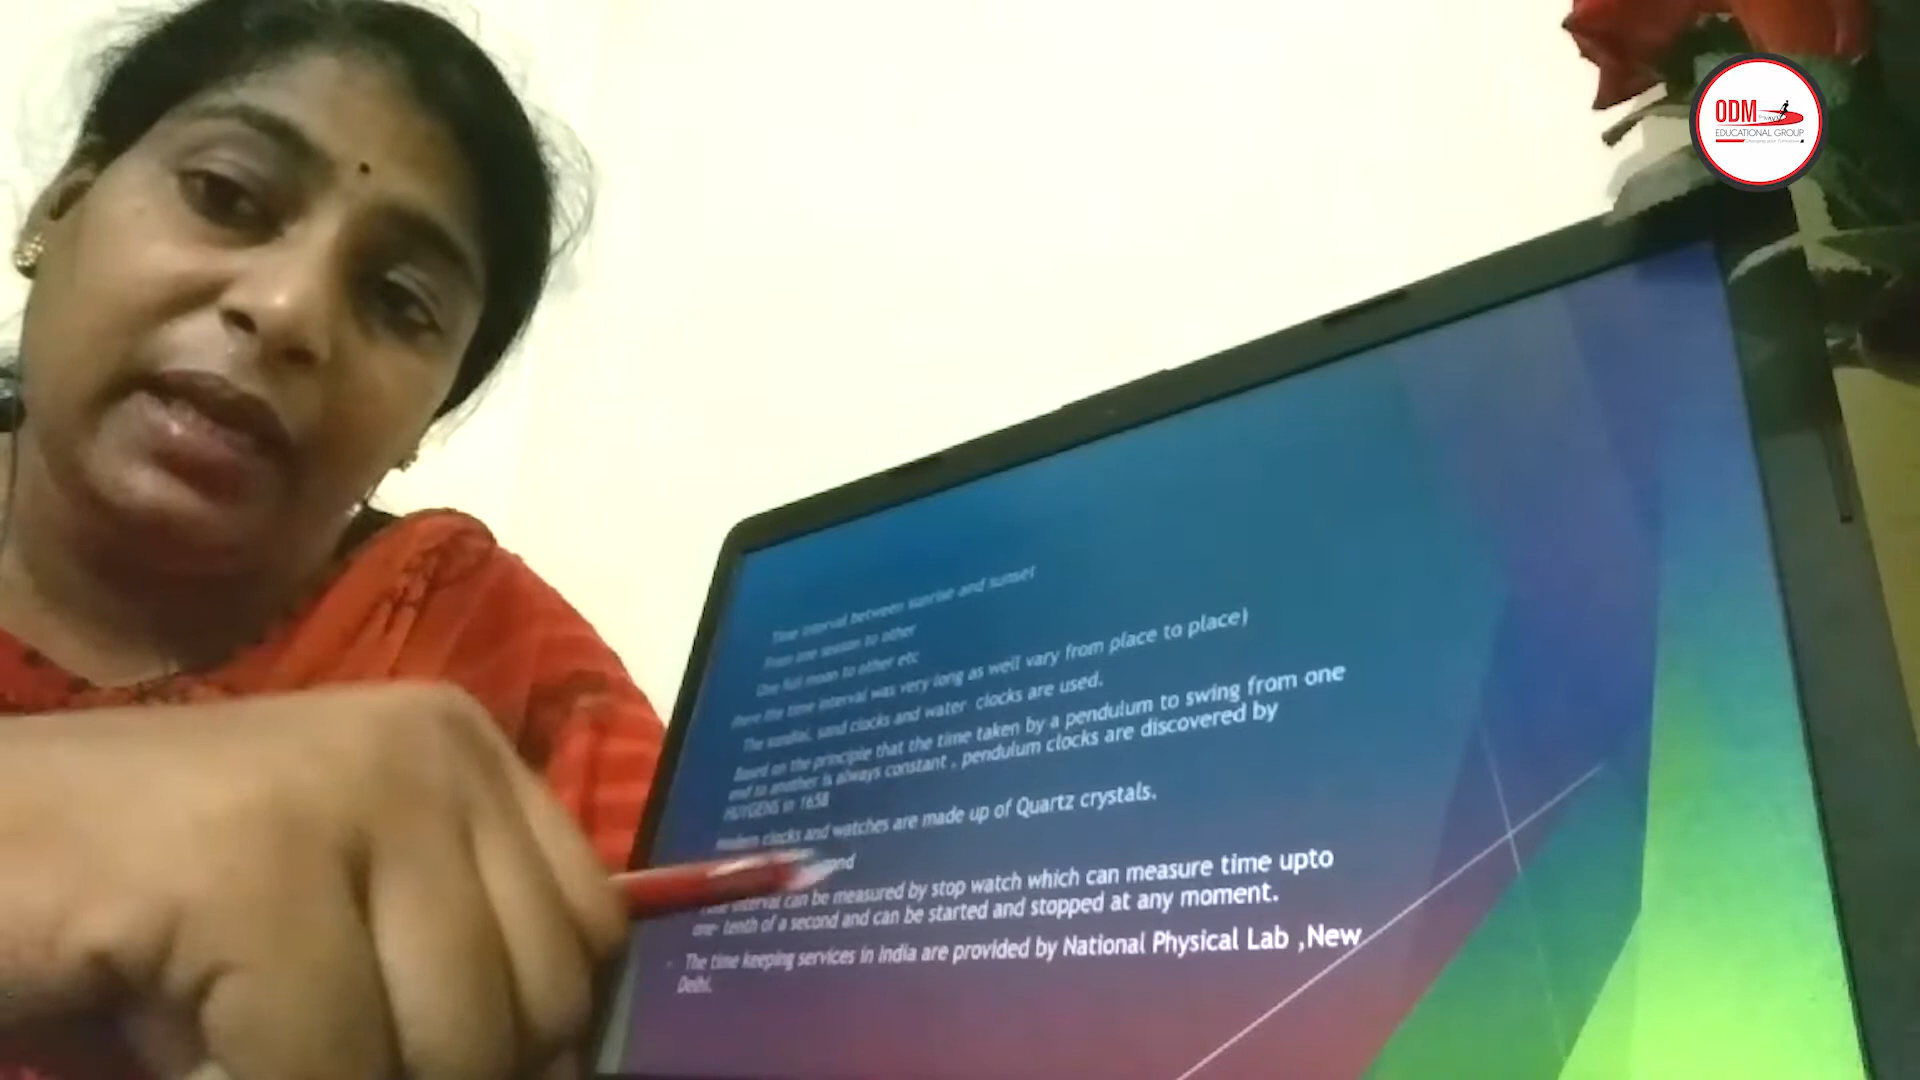 ODM
EDUCATIONAL GROUP
Time interval between sunrise and sunset
From one season to other
One full moon to other etc
the time interval was very long as well vary from place to place)
The sundial, sand clocks and water clocks are used.
Based on the principle that the time taken by a pendulum to swing from one
end to another is always constant , pendulum clocks are discovered by
HUYGENS in 1658
Modern clocks and watches are made up of Quartz crystals.
Time interval can be measured by stop watch which can measure time upto
one- tenth of a second and can be started and stopped at any moment.
The time keeping services in India are provided by National Physical Lab ,New
Delhi.